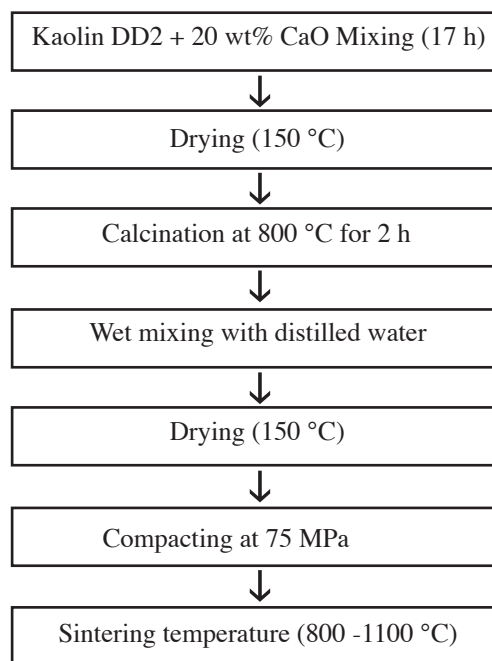 Kaolin DD2 + 20 wt% CaO Mixing (17 h)
Drying (150 °C)
Calcination at 800 °C for 2 h
Wet mixing with distilled water
Drying (150 °C)
Compacting at 75 MPa
Sintering temperature (800 -1100 °C)